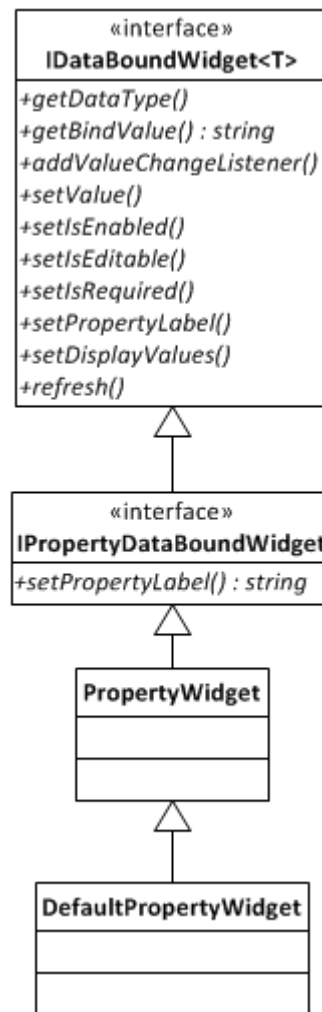 «interface»
IDataBoundWidget<T>
+getDataType()
+getBindValue() : string
+addValueChangeListener()
+setValue()
+setIsEnabled()
+setIsEditable()
+setIsRequired()
+setPropertyLabel()
+setDisplayValues()
+refresh()
«interface»
IPropertyDataBoundWidget
+setPropertyLabel() : string
PropertyWidget
DefaultPropertyWidget